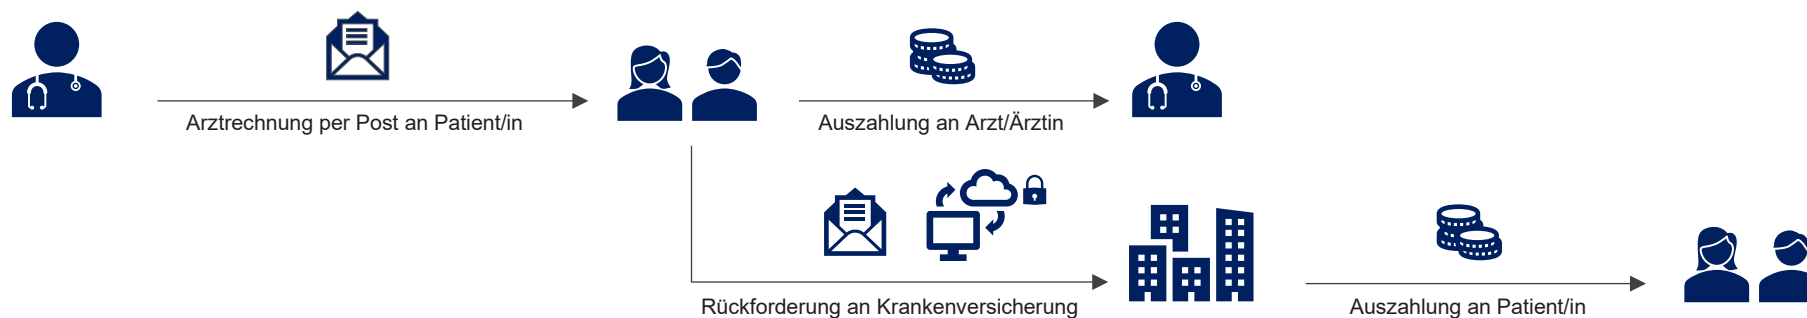 Arztrechnung per Post an Patient/in
Auszahlung an Arzt/Ärztin
Rückforderung an Krankenversicherung
Auszahlung an Patient/in